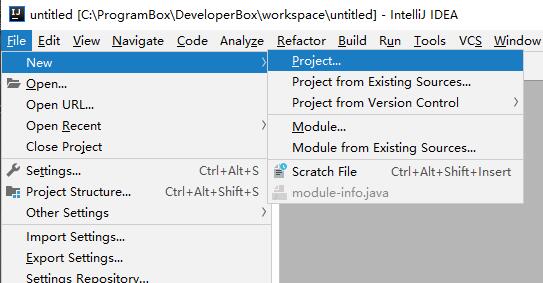 untitled [C:\ProgramBox\DeveloperBox\workspace\untitled] - IntelliJ IDEA
File Edit View Navigate Code Analyze Refactor Build Run Tools VCS Window
New
Project...
Open...
Project from Existing Sources...
Open URL...
Project from Version Control
Open Recent
Module...
Close Project
Module from Existing Sources...
Settings... Ctrl+Alt+S
Scratch File Ctrl+Alt+Shift+Insert
Project Structure... Ctrl+Alt+Shift+S
module-info.java
Other Settings
Import Settings...
Export Settings...
Settings Repository...